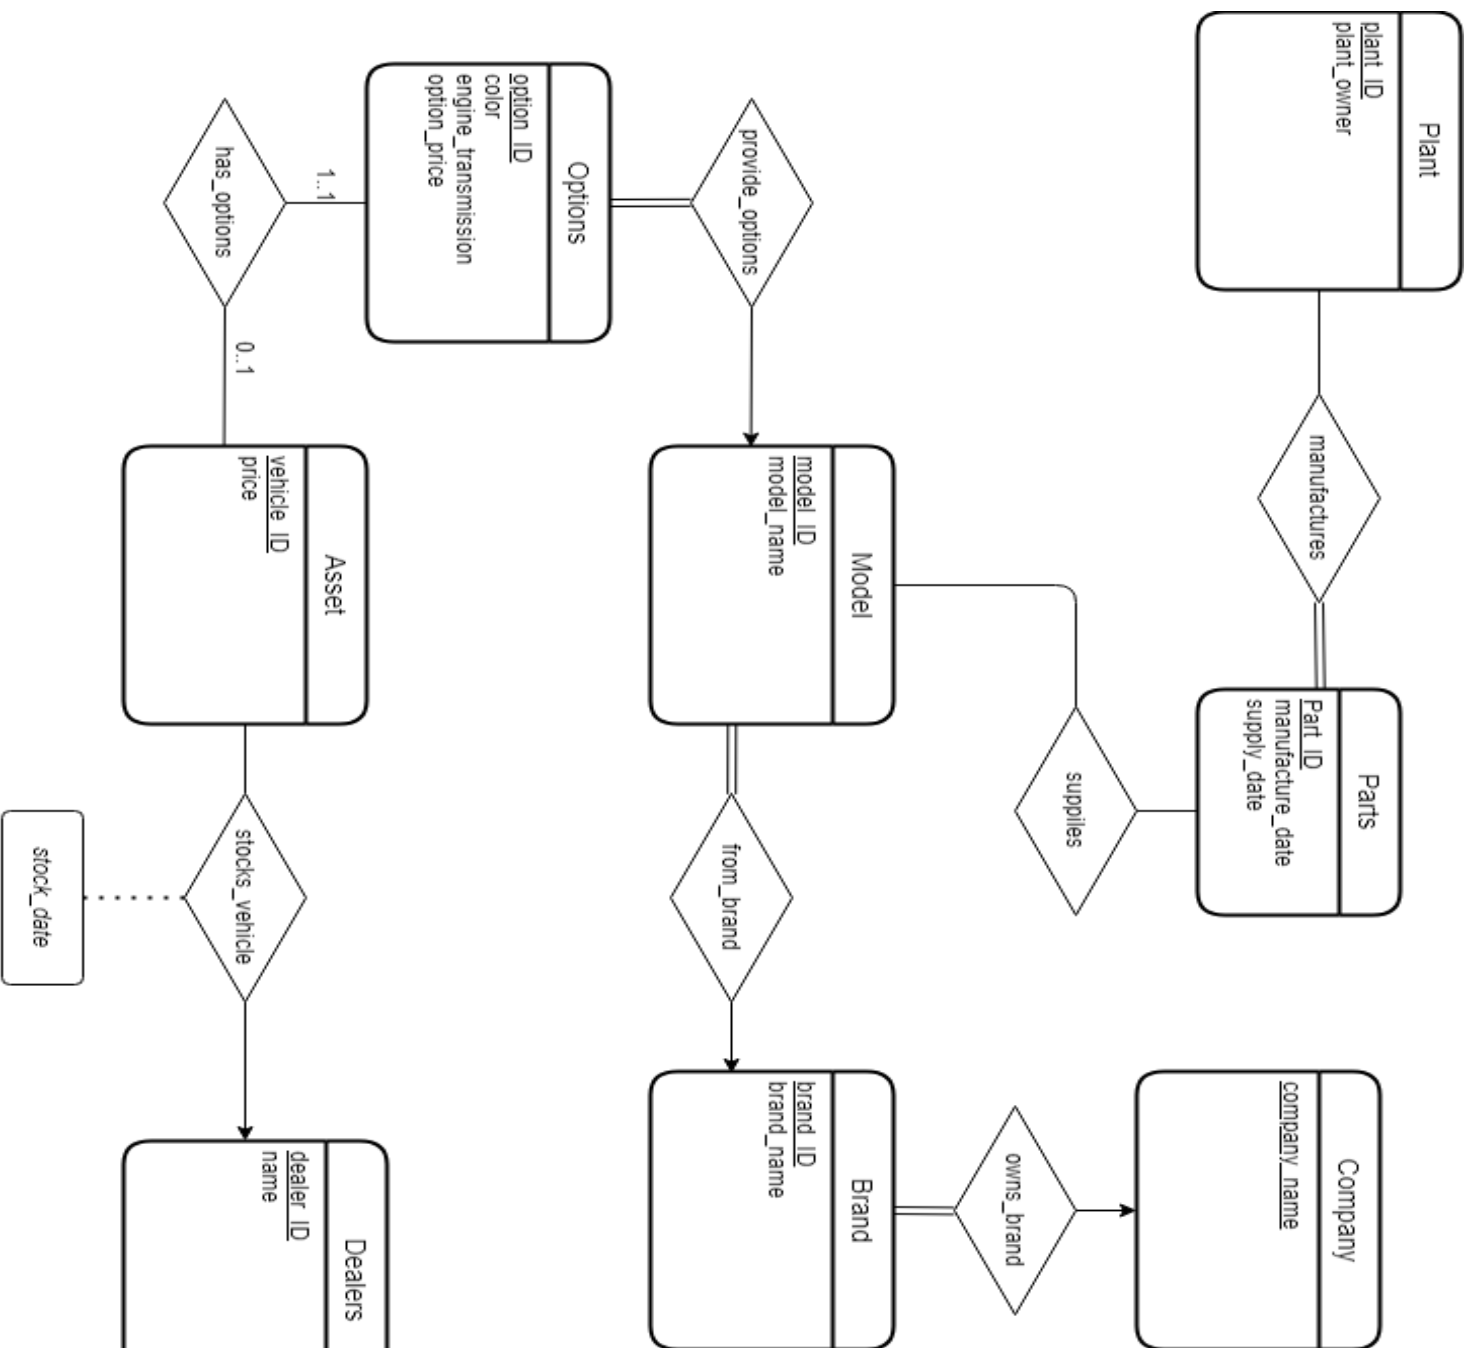 Plant
plant_ID
plant_owner
manufactures
Parts
Part_ID
manufacture_date
supply_date
suppiles
Company
company_name
owns_brand
Brand
brand_ID
brand_name
from_brand
Model
model_ID
model_name
provide_options
Options
option_ID
color
engine_transmission
option_price
1..1
has_options
0..1
Asset
vehicle_ID
price
stocks_vehicle
stock_date
Dealers
dealer_ID
name